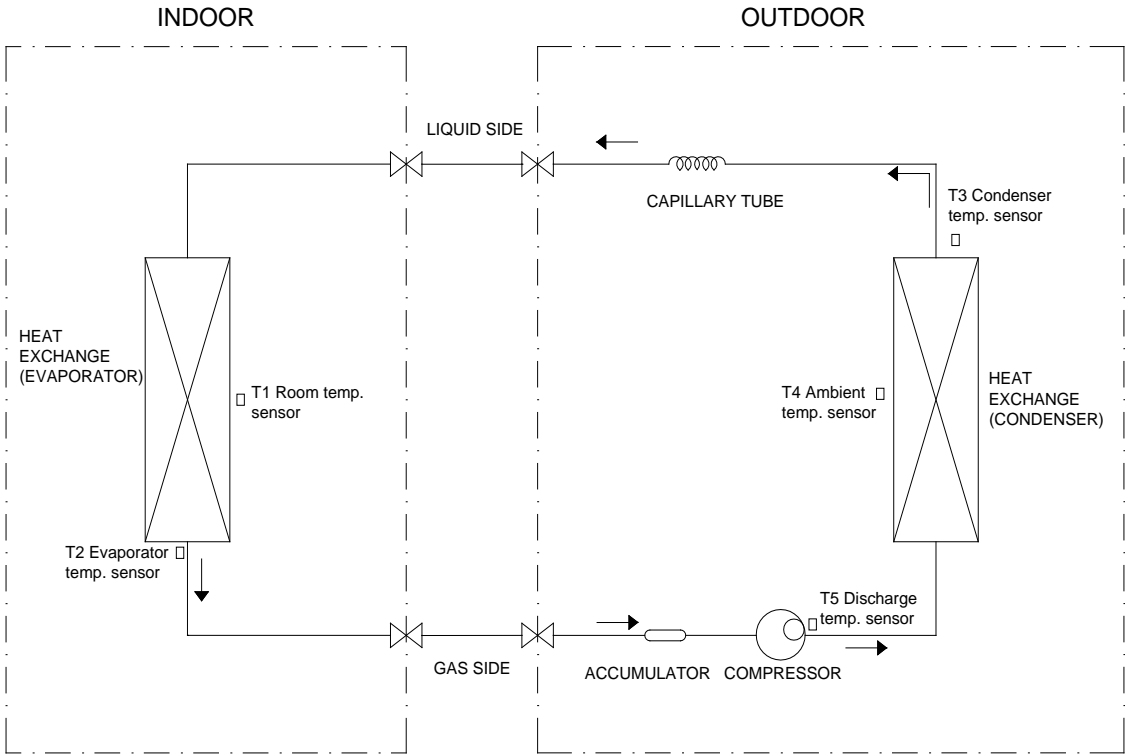 INDOOR
OUTDOOR
LIQUID SIDE
CAPILLARY TUBE
T3 Condenser
temp. sensor
HEAT
EXCHANGE
(EVAPORATOR)
T1 Room temp.
sensor
T4 Ambient
temp. sensor
HEAT
EXCHANGE
(CONDENSER)
T2 Evaporator
temp. sensor
T5 Discharge
temp. sensor
GAS SIDE
ACCUMULATOR
COMPRESSOR